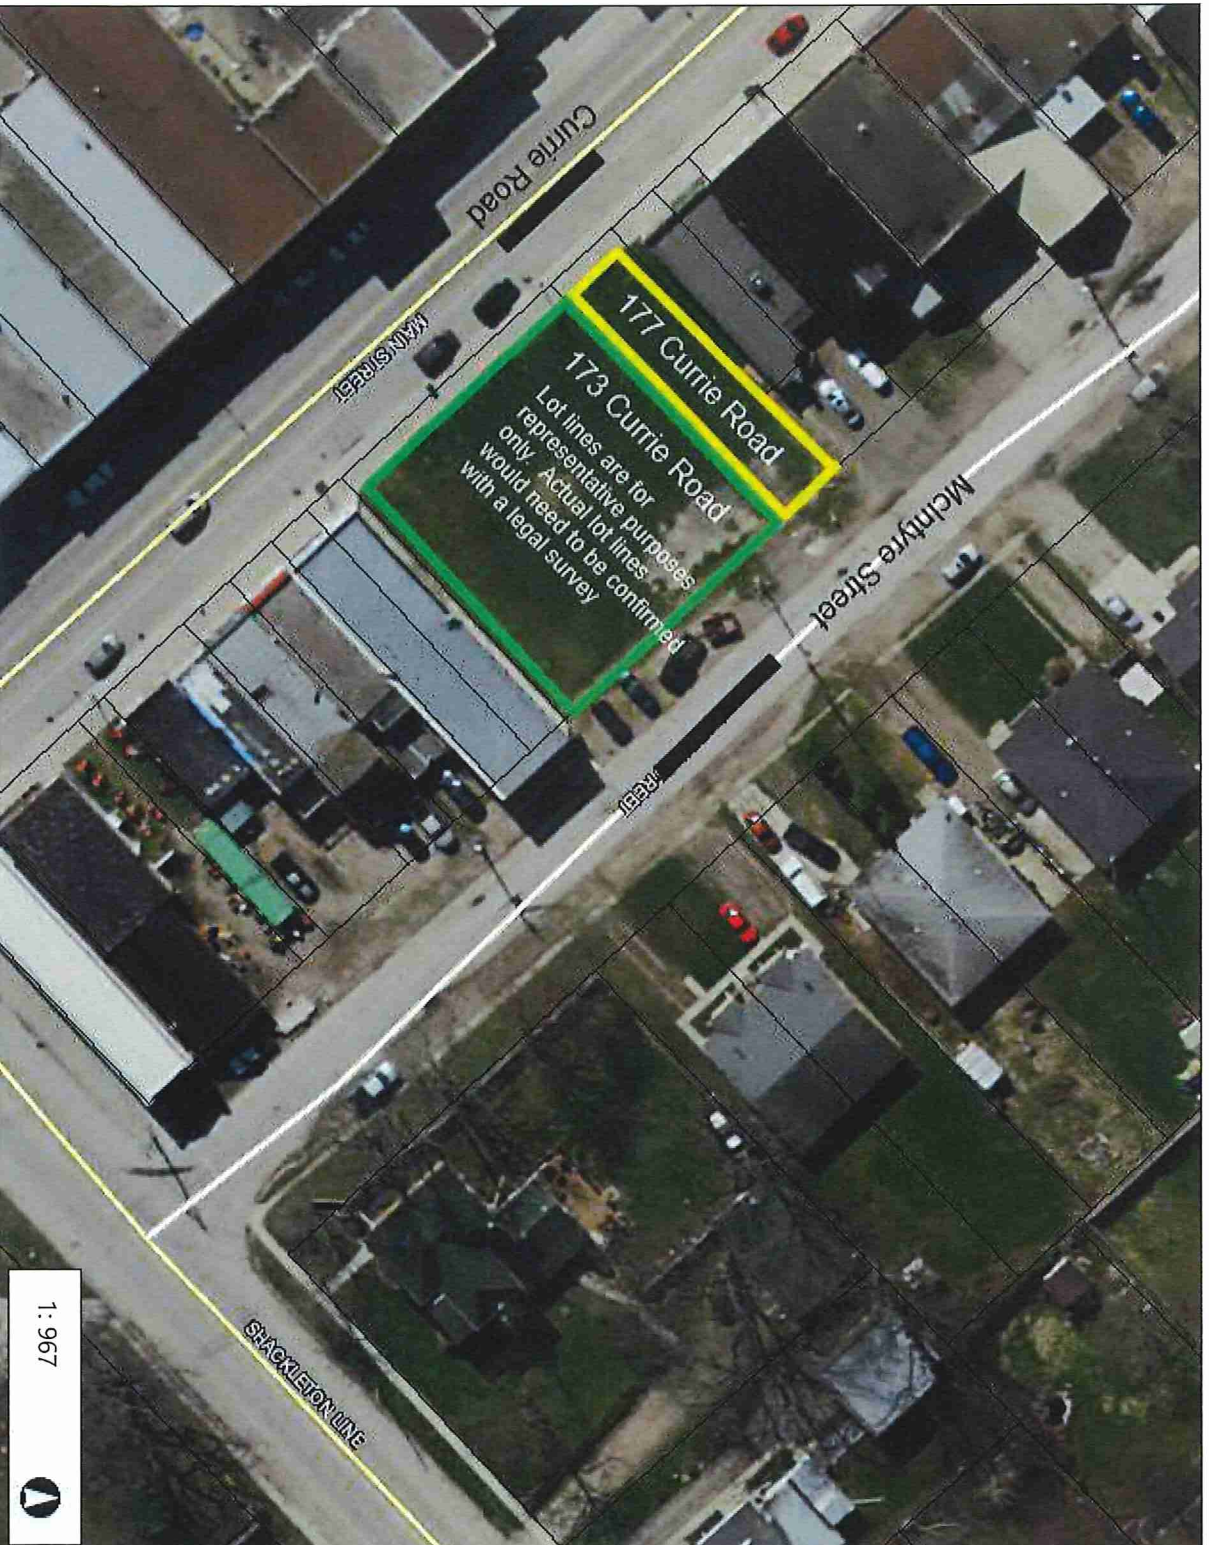 Currie Road
MAIN STREET
177 Currie Road
173 Currie Road
Lot lines are for
representative purposes
only. Actual lot lines
would need to be confirmed
with a legal survey
McIntyre Street
REET
SHACKLETON LINE
1: 967